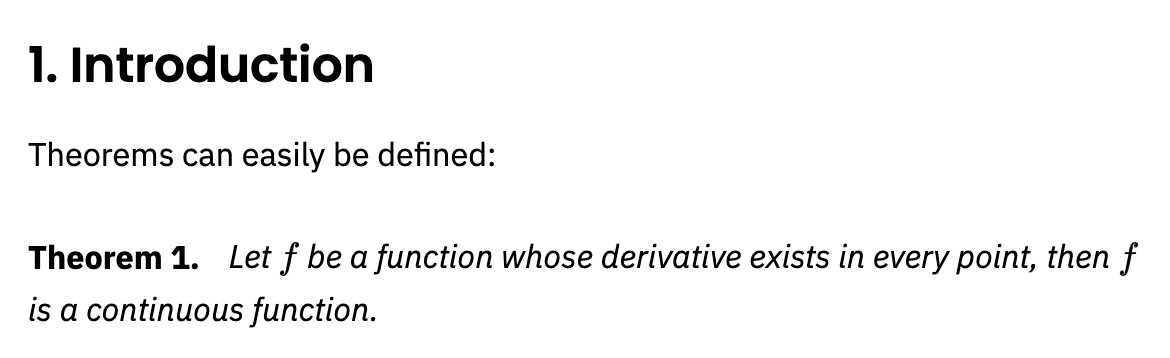 1. Introduction
Theorems can easily be defined:
Theorem 1. Let f be a function whose derivative exists in every point, then f
is a continuous function.